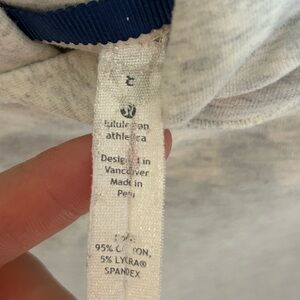 2
lululemon
athletica
Designed in
Vancouver
Made in
Peru
95% COTTON,
5% LYCRA®
SPANDEX